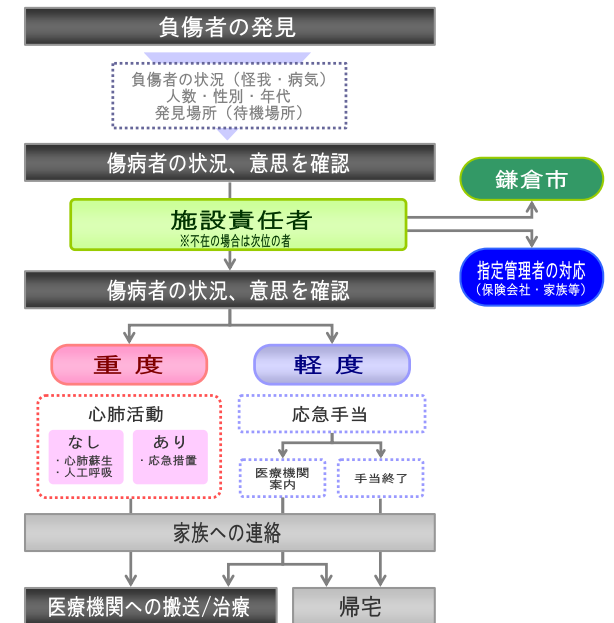 負傷者の発見
負傷者の状況（怪我・病気）
人数・性別・年代
発見場所（待機場所）
傷病者の状況、意思を確認
施設責任者
※不在の場合は次位の者
鎌倉市
指定管理者の対応
（保険会社・家族等）
傷病者の状況、意思を確認
重度
軽度
心肺活動
なし
・心肺蘇生
・人工呼吸
あり
・応急措置
応急手当
医療機関
案内
手当終了
家族への連絡
医療機関への搬送/治療
帰宅